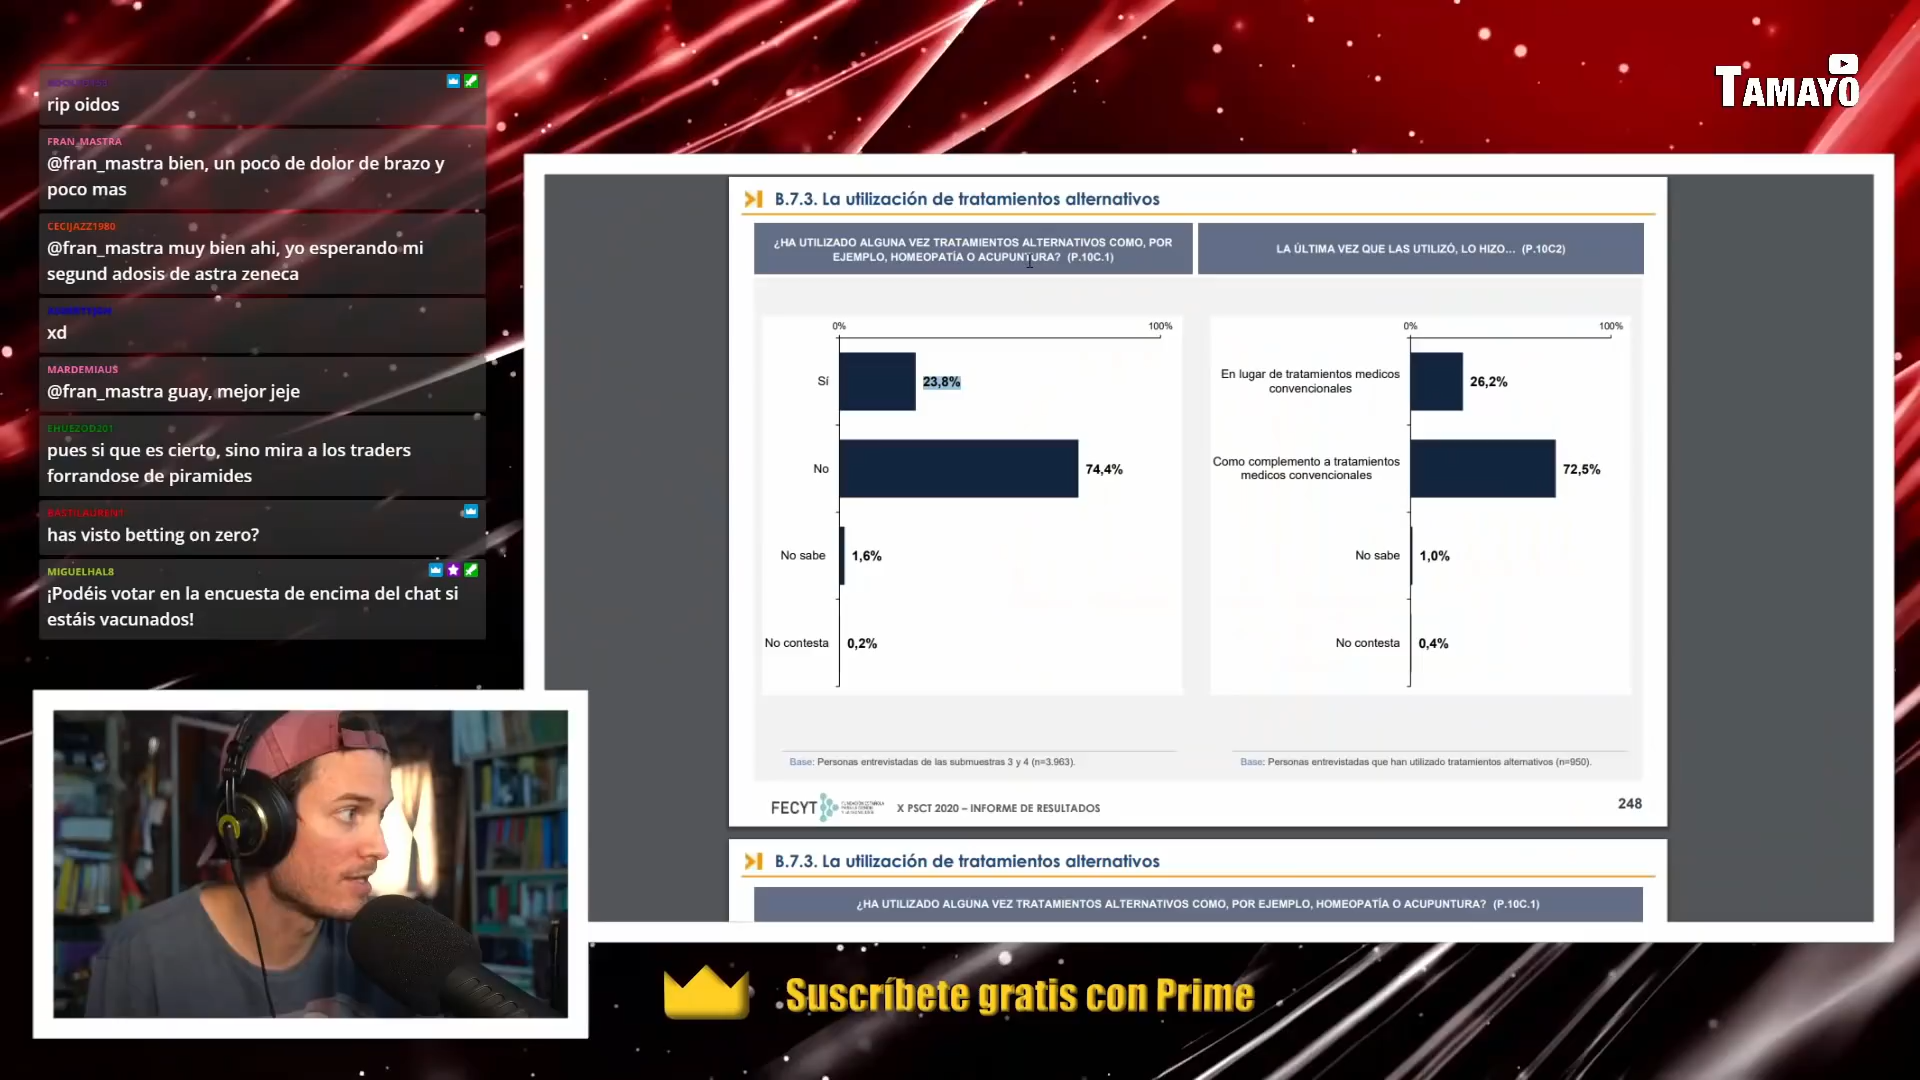 rip oidos
FRAN_MASTRA
@fran_mastra bien, un poco de dolor de brazo y
poco mas
CECIJAZZ1980
@fran_mastra muy bien ahi, yo esperando mi
segund adosis de astra zeneca
xd
MARDEMIAUS
@fran_mastra guay, mejor jeje
EHUEZOD201
pues si que es cierto, sino mira a los traders
forrandose de piramides
BASTILAURENT
has visto betting on zero?
MIGUELHAL8
¡Podéis votar en la encuesta de encima del chat si
estáis vacunados!
TAMAYO
B.7.3. La utilización de tratamientos alternativos
¿HA UTILIZADO ALGUNA VEZ TRATAMIENTOS ALTERNATIVOS COMO, POR
EJEMPLO, HOMEOPATÍA O ACUPUNTURA? (P.10C.1)
0% 100%
Sí 23,8%
No 74,4%
No sabe 1,6%
No contesta 0,2%
Base: Personas entrevistadas de las submuestras 3 y 4 (n=3.963).
LA ÚLTIMA VEZ QUE LAS UTILIZÓ, LO HIZO... (P.10C2)
0% 100%
En lugar de tratamientos medicos
convencionales 26,2%
Como complemento a tratamientos
medicos convencionales 72,5%
No sabe 1,0%
No contesta 0,4%
Base: Personas entrevistadas que han utilizado tratamientos alternativos (n=950).
FECYT X PSCT 2020 – INFORME DE RESULTADOS 248
B.7.3. La utilización de tratamientos alternativos
¿HA UTILIZADO ALGUNA VEZ TRATAMIENTOS ALTERNATIVOS COMO, POR EJEMPLO, HOMEOPATÍA O ACUPUNTURA? (P.10C.1)
Suscríbete gratis con Prime